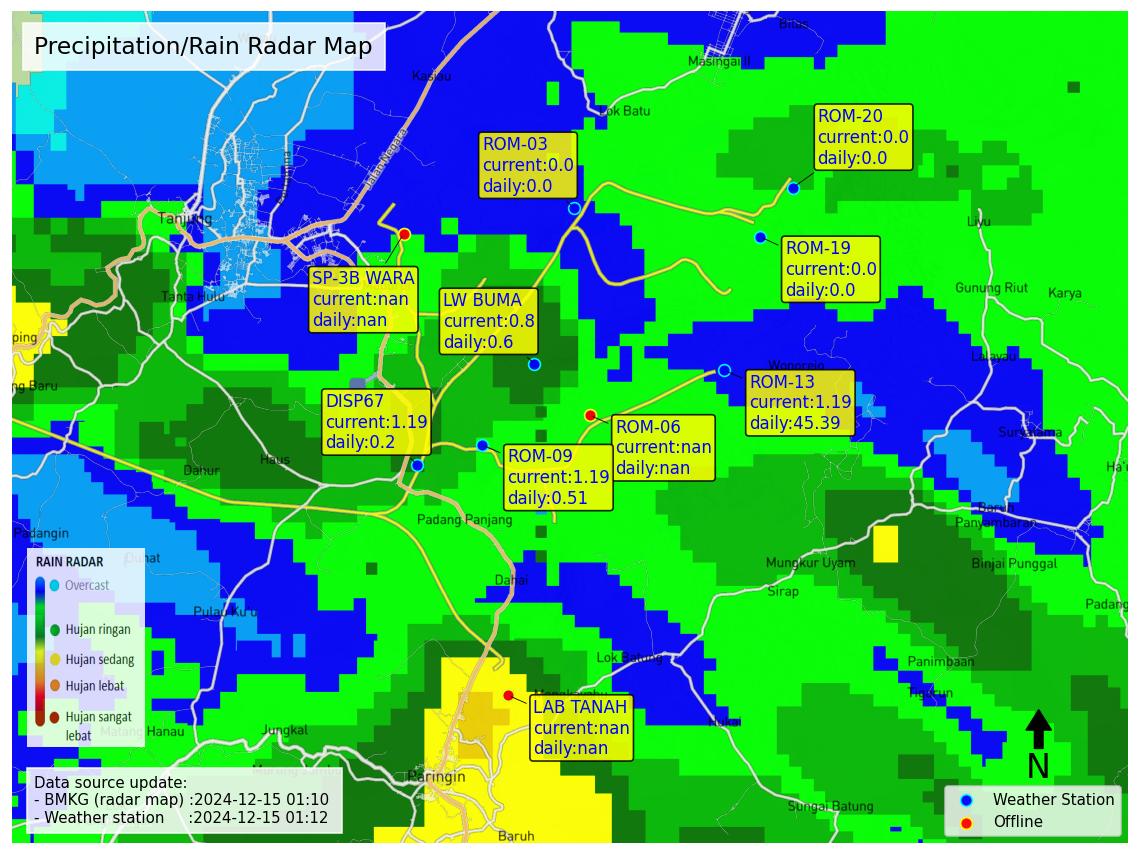 Precipitation/Rain Radar Map
Bilas
Masingai II
Kasiau
Lok Batu
Jalan Negara
ROM-20
current:0.0
daily:0.0
ROM-03
current:0.0
daily:0.0
Tanjung
Liyu
ROM-19
current:0.0
daily:0.0
SP-3B WARA
current:nan
daily:nan
LW BUMA
current:0.8
daily:0.6
Tanta Hulu
Gunung Riut
Karya
ping
Lalayau
Wonorejo
ng Baru
ROM-13
current:1.19
daily:45.39
DISP67
current:1.19
daily:0.2
ROM-06
current:nan
daily:nan
ROM-09
current:1.19
daily:0.51
Suryatama
Haus
Dahur
Ha'u
Barun
Panyambaran
Padang Panjang
Padangin
Duhat
Mungkur Uyam
Binjai Punggal
Dahai
Sirap
Padang
Pulau Ku'u
RAIN RADAR
Overcast
Hujan ringan
Hujan sedang
Hujan lebat
Hujan sangat
lebat
Lok Batung
Panimbaan
Tigarun
LAB TANAH
current:nan
daily:nan
Hukai
Matang Hanau
Jungkal
Paringin
Sungai Batung
Baruh
Data source update:
- BMKG (radar map) :2024-12-15 01:10
- Weather station :2024-12-15 01:12
N
Weather Station
Offline